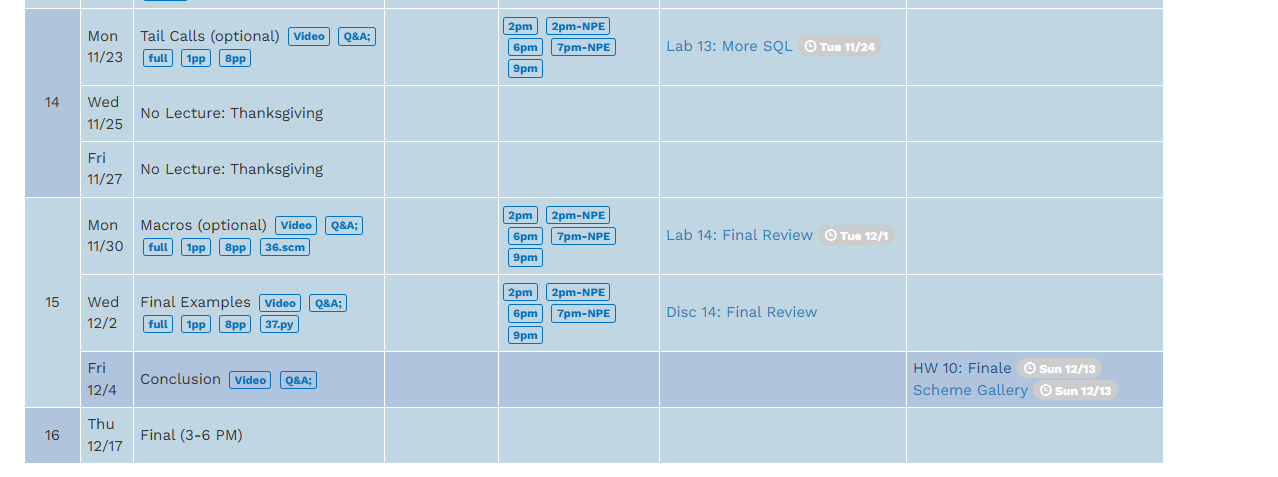 14
Mon
11/23
Tail Calls (optional) Video Q&A;
full 1pp 8pp
2pm 2pm-NPE
6pm 7pm-NPE
9pm
Lab 13: More SQL Tue 11/24
Wed
11/25
No Lecture: Thanksgiving
Fri
11/27
No Lecture: Thanksgiving
15
Mon
11/30
Macros (optional) Video Q&A;
full 1pp 8pp 36.scm
2pm 2pm-NPE
6pm 7pm-NPE
9pm
Lab 14: Final Review Tue 12/1
Wed
12/2
Final Examples Video Q&A;
full 1pp 8pp 37.py
2pm 2pm-NPE
6pm 7pm-NPE
9pm
Disc 14: Final Review
Fri
12/4
Conclusion Video Q&A;
HW 10: Finale Sun 12/13
Scheme Gallery Sun 12/13
16
Thu
12/17
Final (3-6 PM)